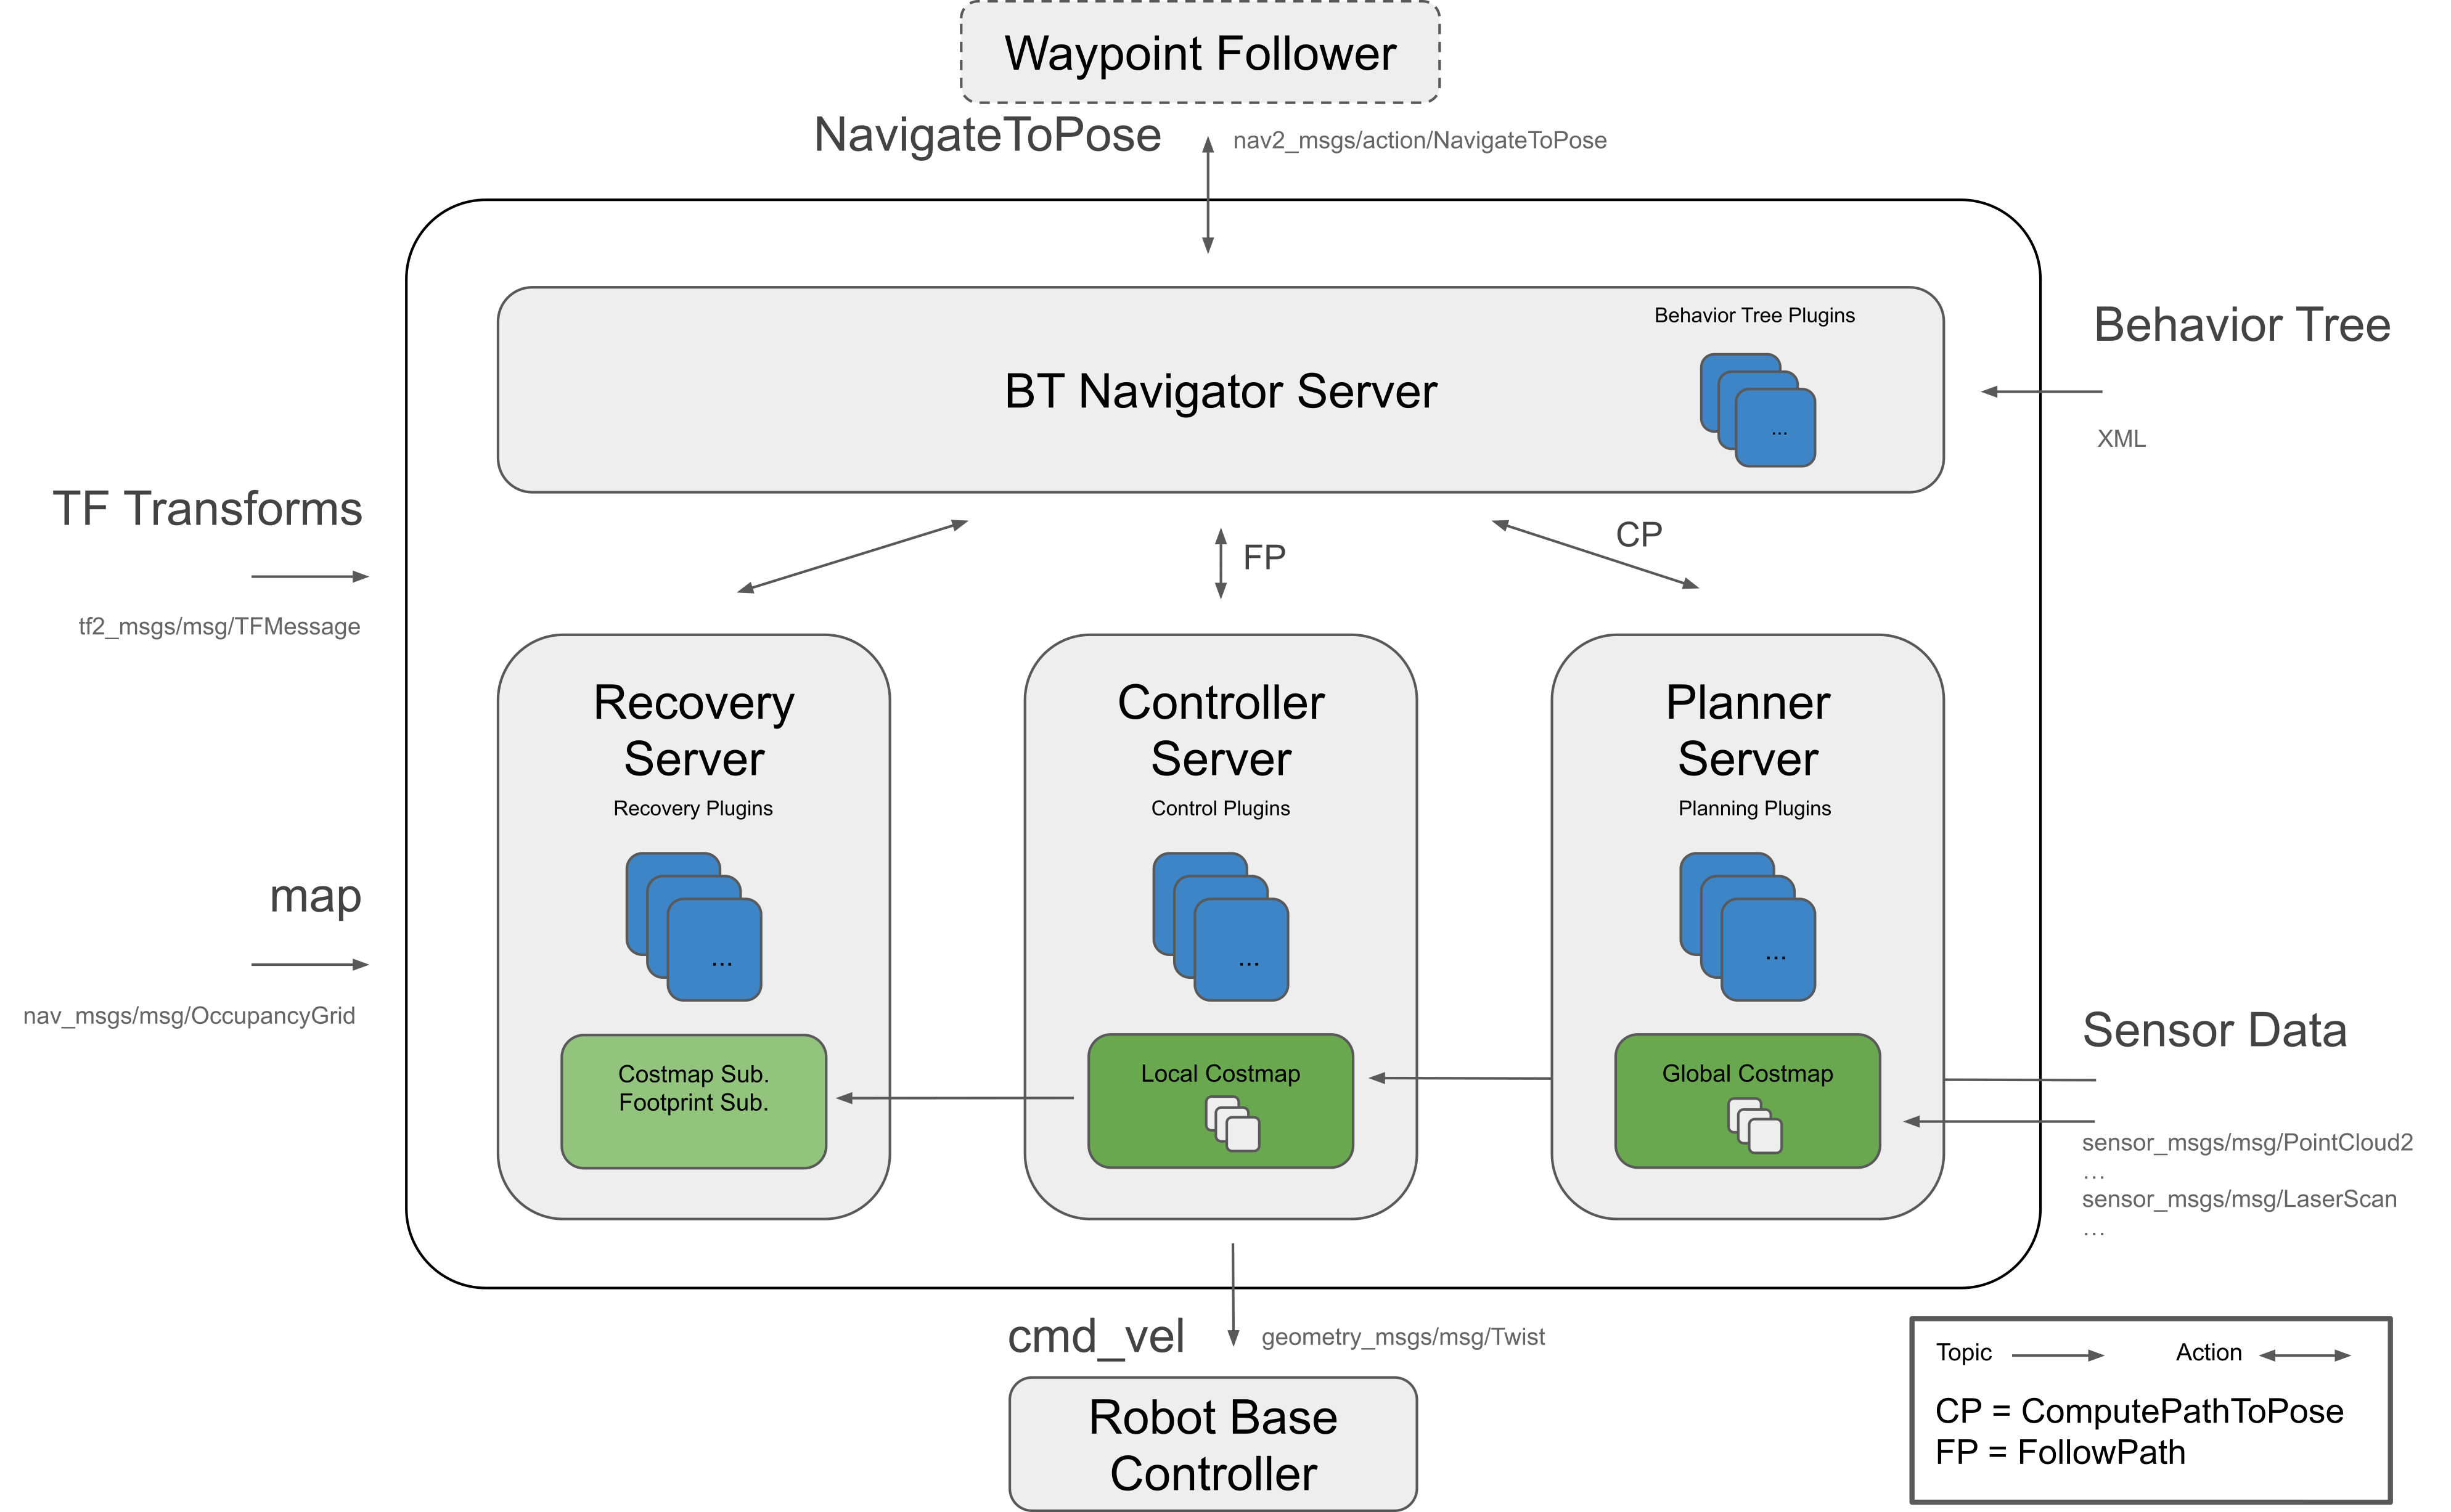 Waypoint Follower
NavigateToPose
nav2_msgs/action/NavigateToPose
Behavior Tree Plugins
BT Navigator Server
...
Behavior Tree
XML
TF Transforms
tf2_msgs/msg/TFMessage
FP
CP
map
nav_msgs/msg/OccupancyGrid
Recovery
Server
Recovery Plugins
...
Costmap Sub.
Footprint Sub.
Controller
Server
Control Plugins
...
Local Costmap
Planner
Server
Planning Plugins
...
Global Costmap
Sensor Data
sensor_msgs/msg/PointCloud2
...
sensor_msgs/msg/LaserScan
...
cmd_vel
geometry_msgs/msg/Twist
Robot Base
Controller
Topic
Action
CP = ComputePathToPose
FP = FollowPath